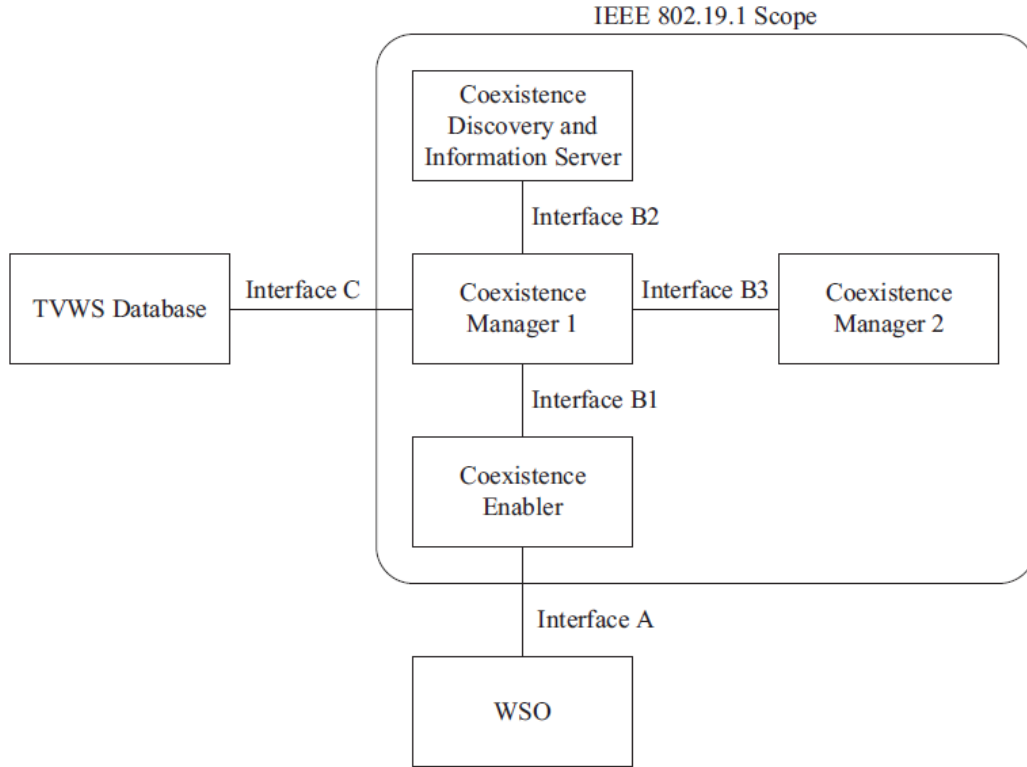 IEEE 802.19.1 Scope
Coexistence
Discovery and
Information Server
Interface B2
TVWS Database
Interface C
Coexistence
Manager 1
Interface B3
Coexistence
Manager 2
Interface B1
Coexistence
Enabler
Interface A
WSO